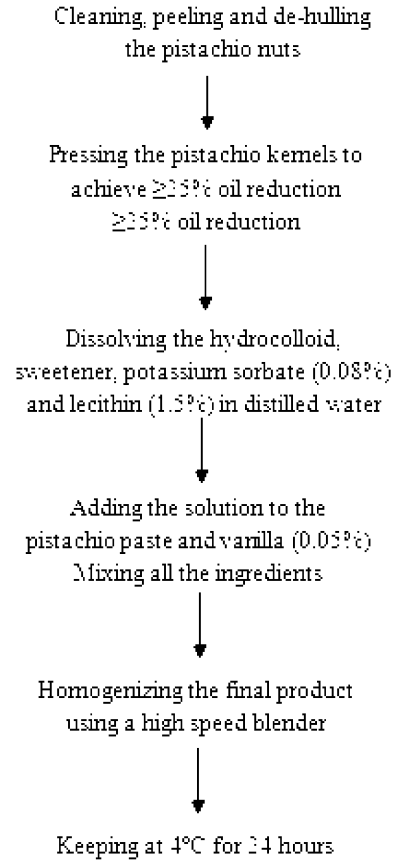 Cleaning, peeling and de-hulling
the pistachio nuts
Pressing the pistachio kernels to
achieve ≥25% oil reduction
≥25% oil reduction
Dissolving the hydrocolloid,
sweetener, potassium sorbate (0.08%)
and lecithin (1.5%) in distilled water
Adding the solution to the
pistachio paste and vanilla (0.05%)
Mixing all the ingredients
Homogenizing the final product
using a high speed blender
Keeping at 4°C for 24 hours